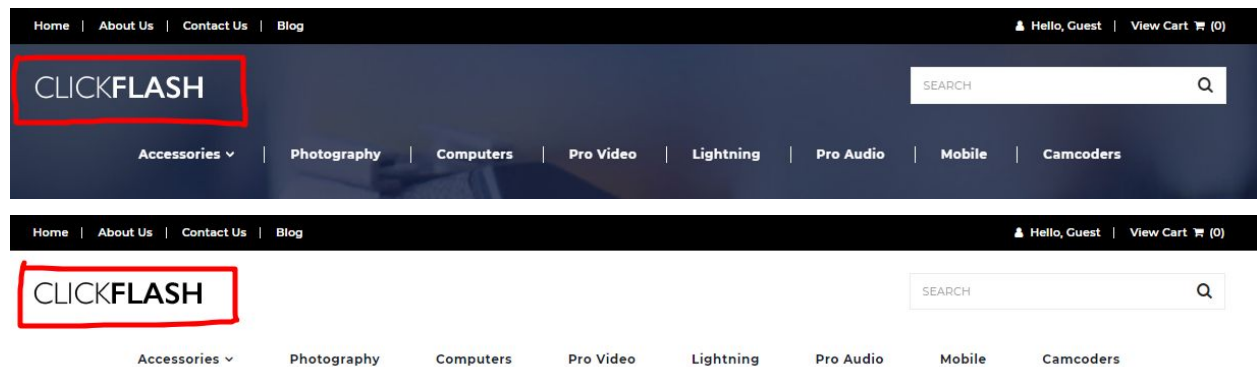 Home | About Us | Contact Us | Blog Hello, Guest | View Cart (0)
CLICKFLASH SEARCH
Accessories | Photography | Computers | Pro Video | Lightning | Pro Audio | Mobile | Camcoders
Home | About Us | Contact Us | Blog Hello, Guest | View Cart (0)
CLICKFLASH SEARCH
Accessories Photography Computers Pro Video Lightning Pro Audio Mobile Camcoders